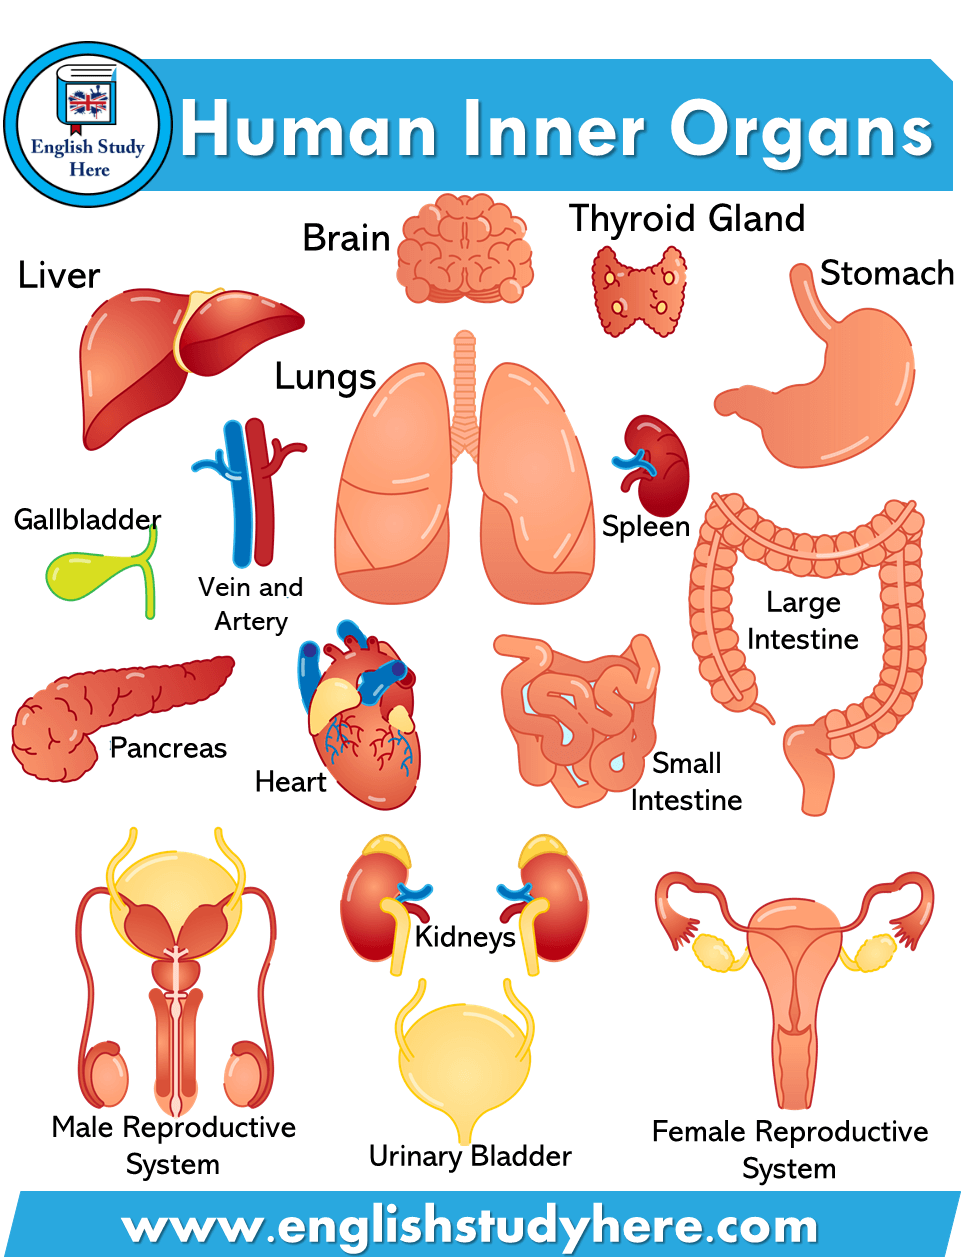 English Study
Here
Human Inner Organs
Brain
Thyroid Gland
Liver
Stomach
Lungs
Gallbladder
Spleen
Vein and
Artery
Large
Intestine
Pancreas
Heart
Small
Intestine
Kidneys
Male Reproductive
System
Urinary Bladder
Female Reproductive
System
www.englishstudyhere.com